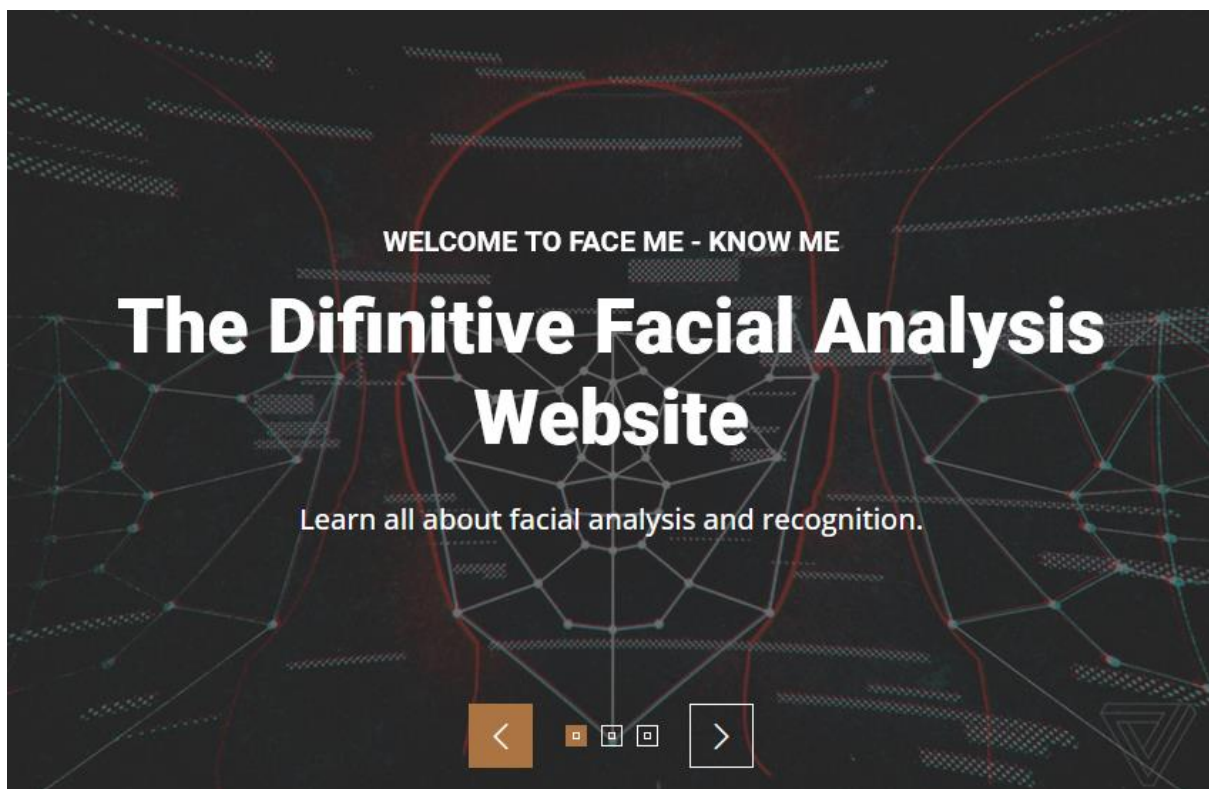 WELCOME TO FACE ME - KNOW ME
The Difinitive Facial Analysis
Website
Learn all about facial analysis and recognition.